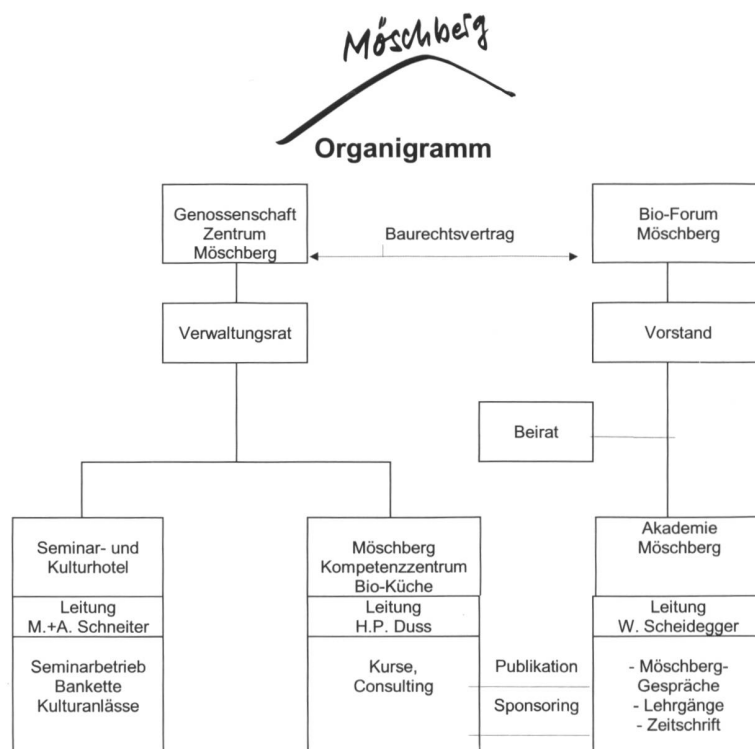 Möschberg
Organigramm
Genossenschaft
Zentrum
Möschberg
Baurechtsvertrag
Bio-Forum
Möschberg
Verwaltungsrat
Vorstand
Beirat
Seminar- und
Kulturhotel
Leitung
M.+A. Schneiter
Seminarbetrieb
Bankette
Kulturanlässe
Möschberg
Kompetenzzentrum
Bio-Küche
Leitung
H.P. Duss
Kurse,
Consulting
Publikation
Sponsoring
Akademie
Möschberg
Leitung
W. Scheidegger
- Möschberg-
Gespräche
- Lehrgänge
- Zeitschrift